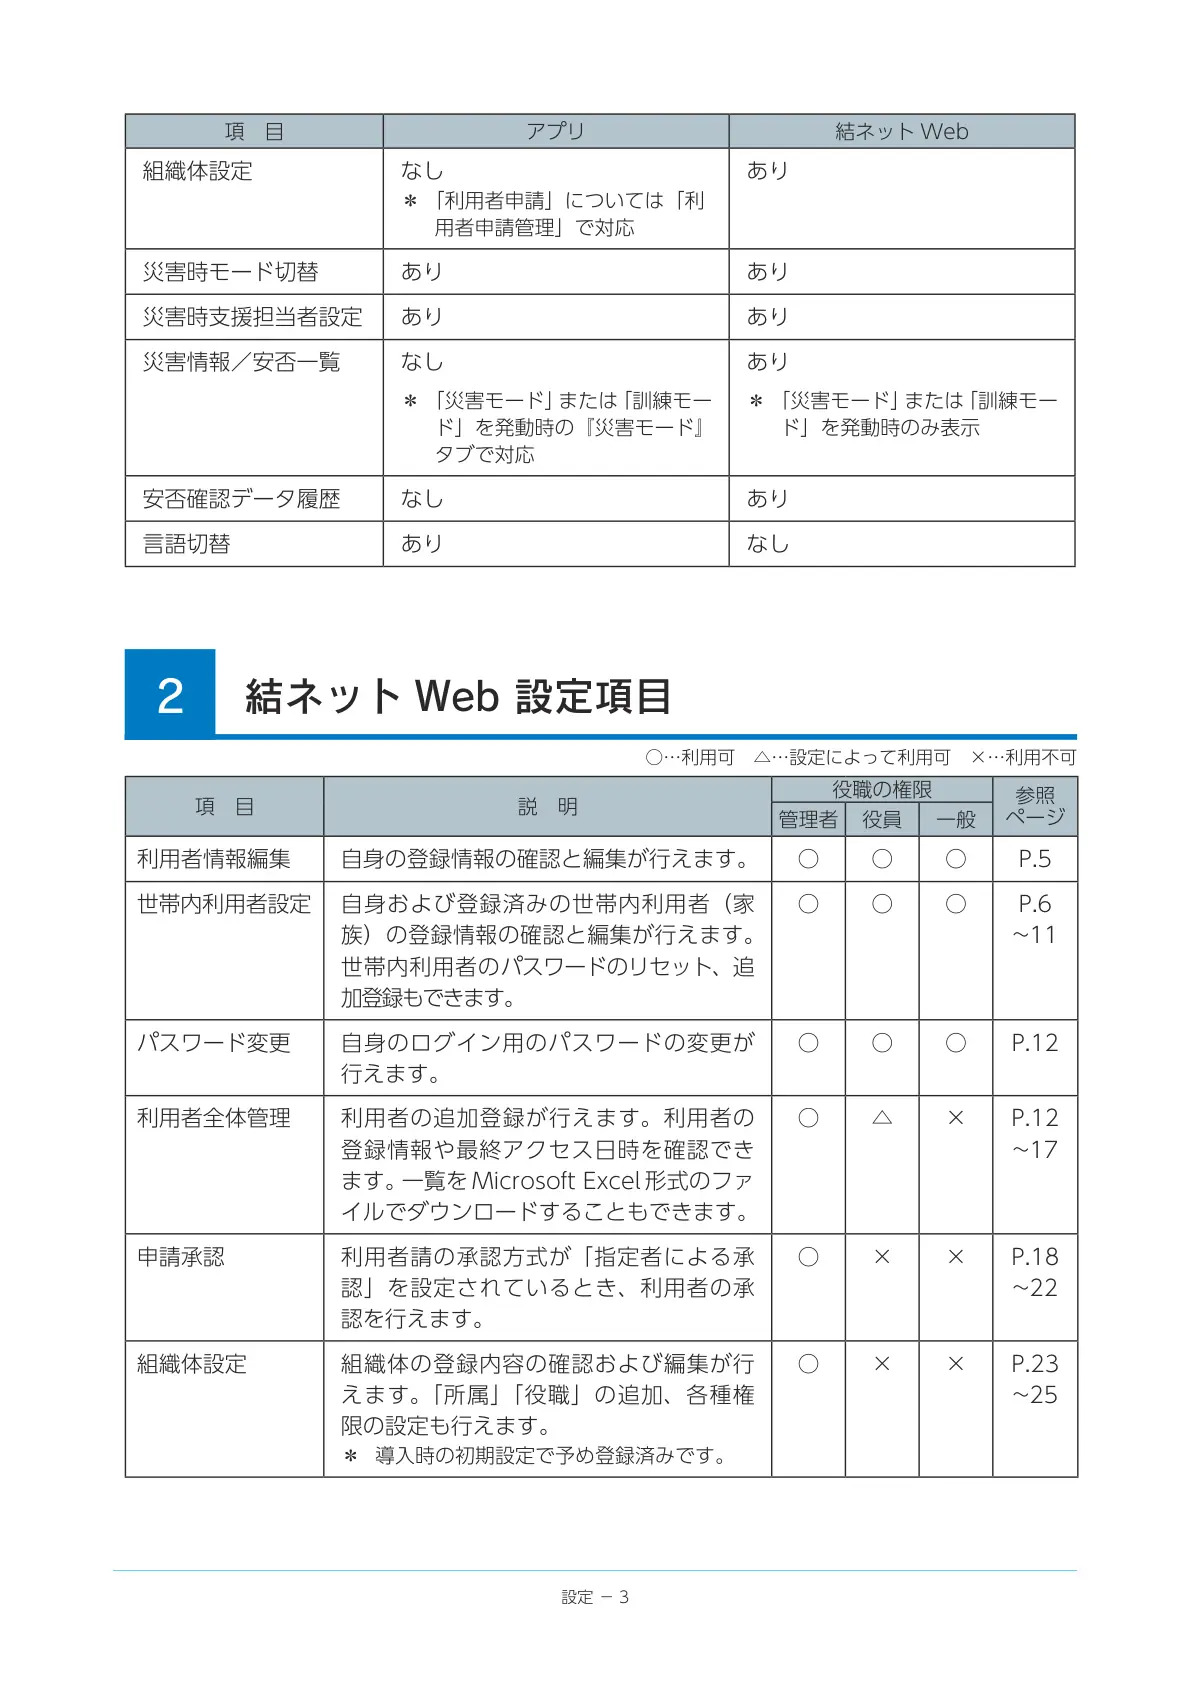 項　目　アプリ　結ネット Web
組織体設定　なし　あり
＊ 「利用者申請」については「利
用者申請管理」で対応
災害時モード切替　あり　あり
災害時支援担当者設定　あり　あり
災害情報／安否一覧　なし　あり
＊ 「災害モード」または「訓練モー
ド」を発動時の『災害モード』
タブで対応
＊ 「災害モード」または「訓練モー
ド」を発動時のみ表示
安否確認データ履歴　なし　あり
言語切替　あり　なし
2　結ネット Web 設定項目
○…利用可　△…設定によって利用可　×…利用不可
項　目　説　明　役職の権限　参照
ページ
管理者　役員　一般
利用者情報編集　自身の登録情報の確認と編集が行えます。　○　○　○　P.5
世帯内利用者設定　自身および登録済みの世帯内利用者（家　○　○　○　P.6
族）の登録情報の確認と編集が行えます。　~11
世帯内利用者のパスワードのリセット、追
加登録もできます。
パスワード変更　自身のログイン用のパスワードの変更が　○　○　○　P.12
行えます。
利用者全体管理　利用者の追加登録が行えます。利用者の　○　△　×　P.12
登録情報や最終アクセス日時を確認でき　~17
ます。一覧を Microsoft Excel 形式のファ
イルでダウンロードすることもできます。
申請承認　利用者請の承認方式が「指定者による承　○　×　×　P.18
認」を設定されているとき、利用者の承　~22
認を行えます。
組織体設定　組織体の登録内容の確認および編集が行　○　×　×　P.23
えます。「所属」「役職」の追加、各種権　~25
限の設定も行えます。
＊ 導入時の初期設定で予め登録済みです。
設定 − 3